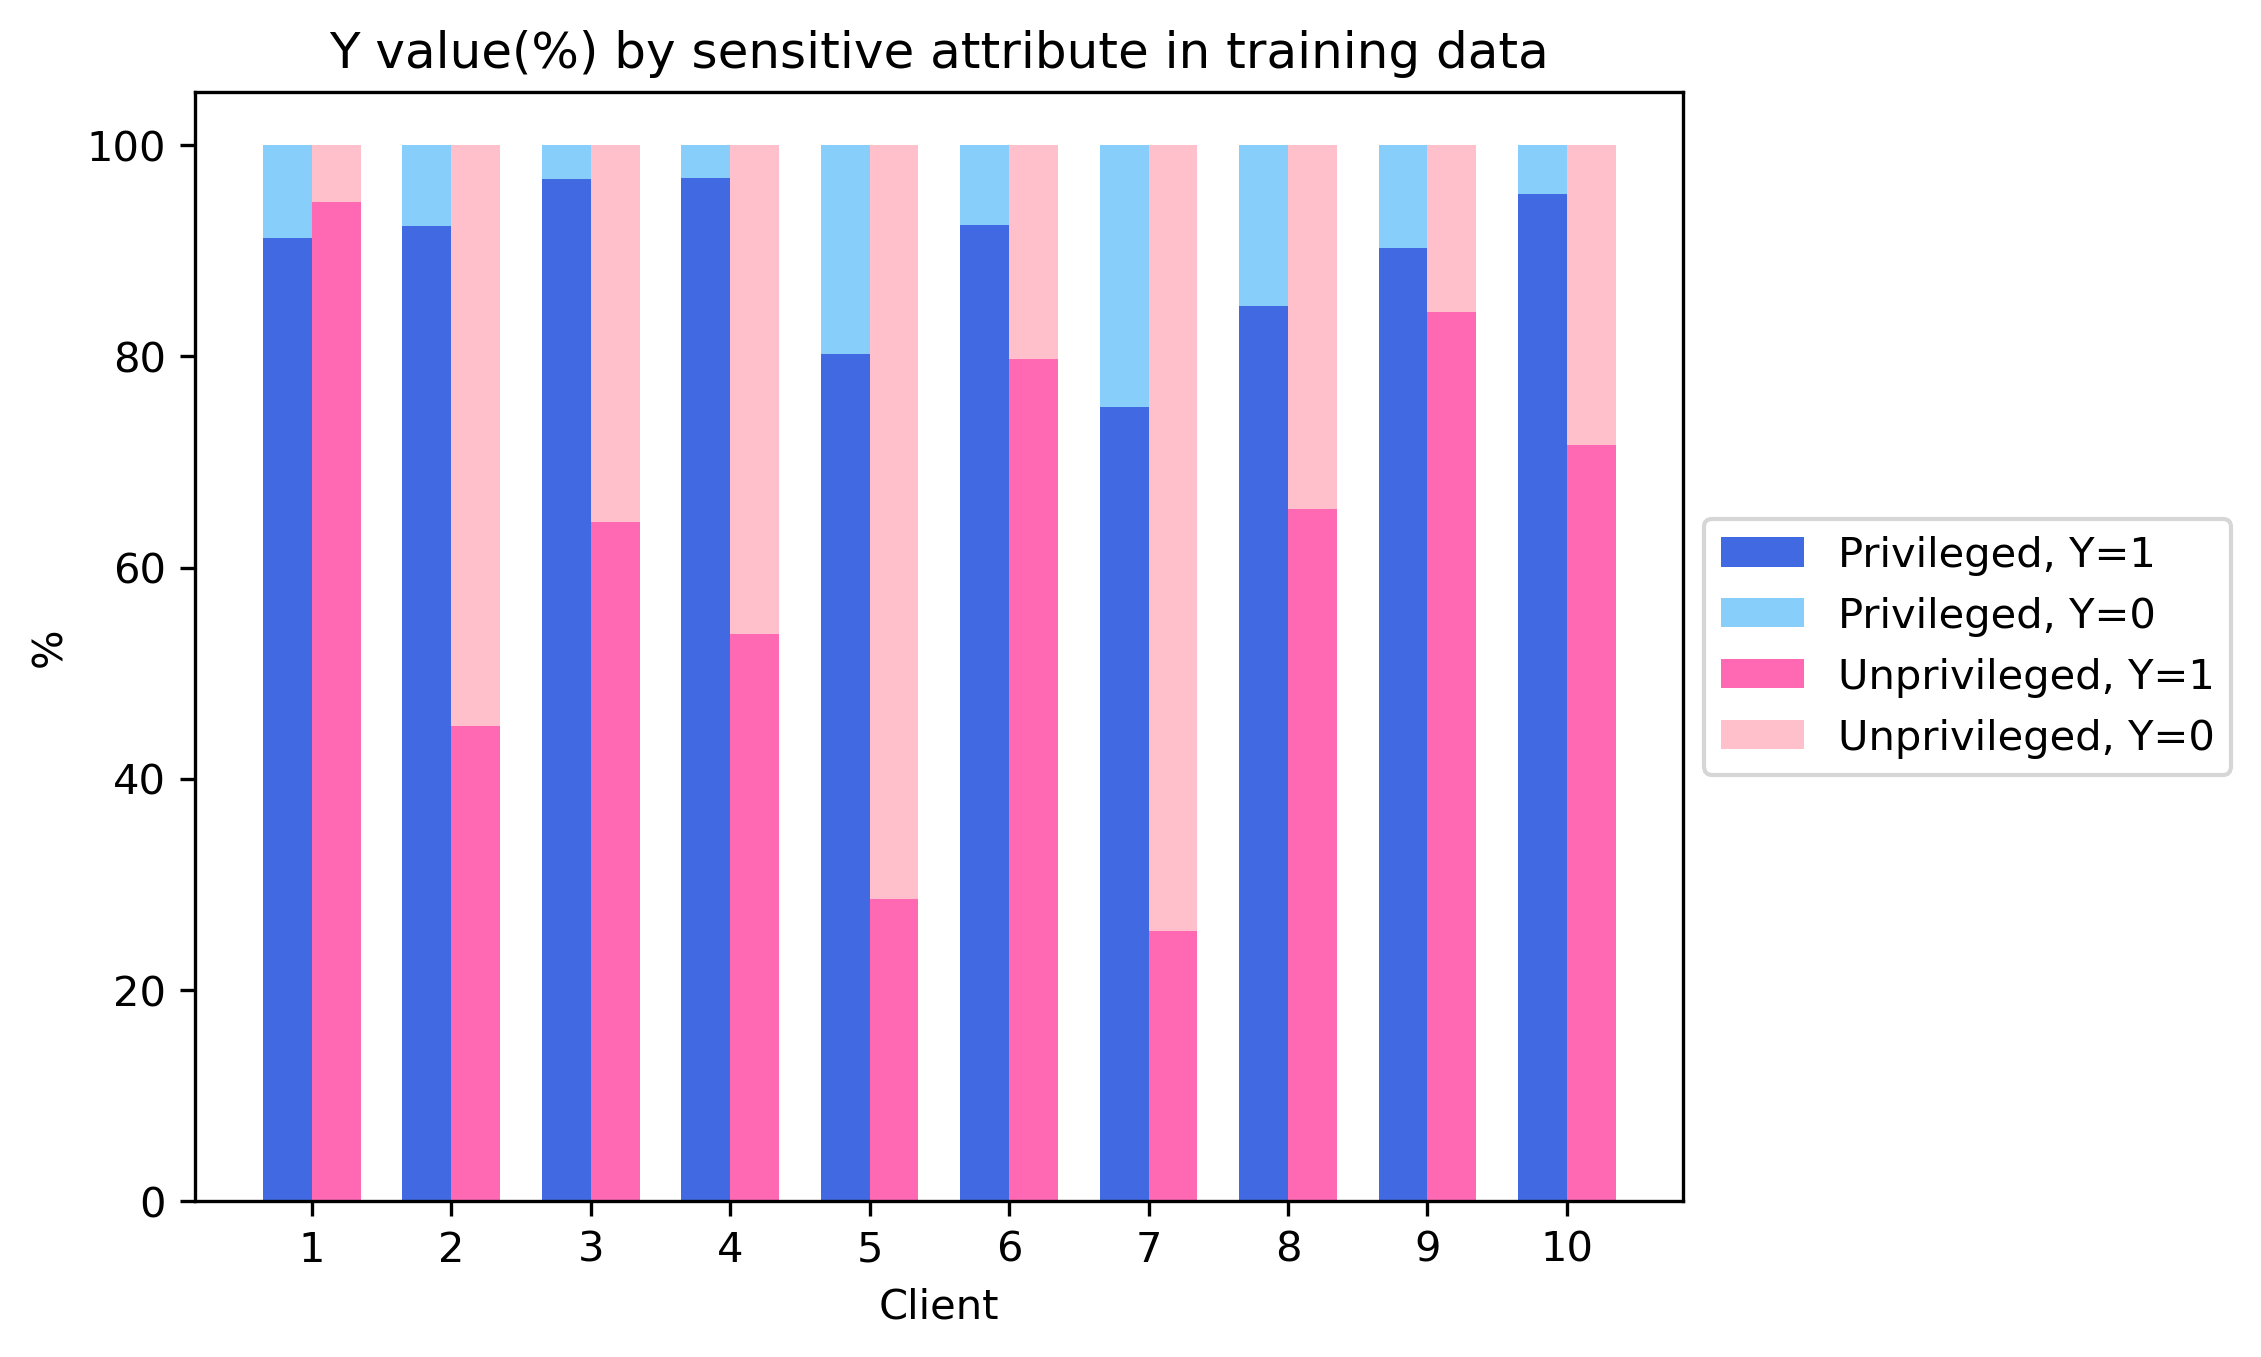 Y value(%) by sensitive attribute in training data
100
80
60
40
20
0
%
1 2 3 4 5 6 7 8 9 10
Client
Privileged, Y=1
Privileged, Y=0
Unprivileged, Y=1
Unprivileged, Y=0